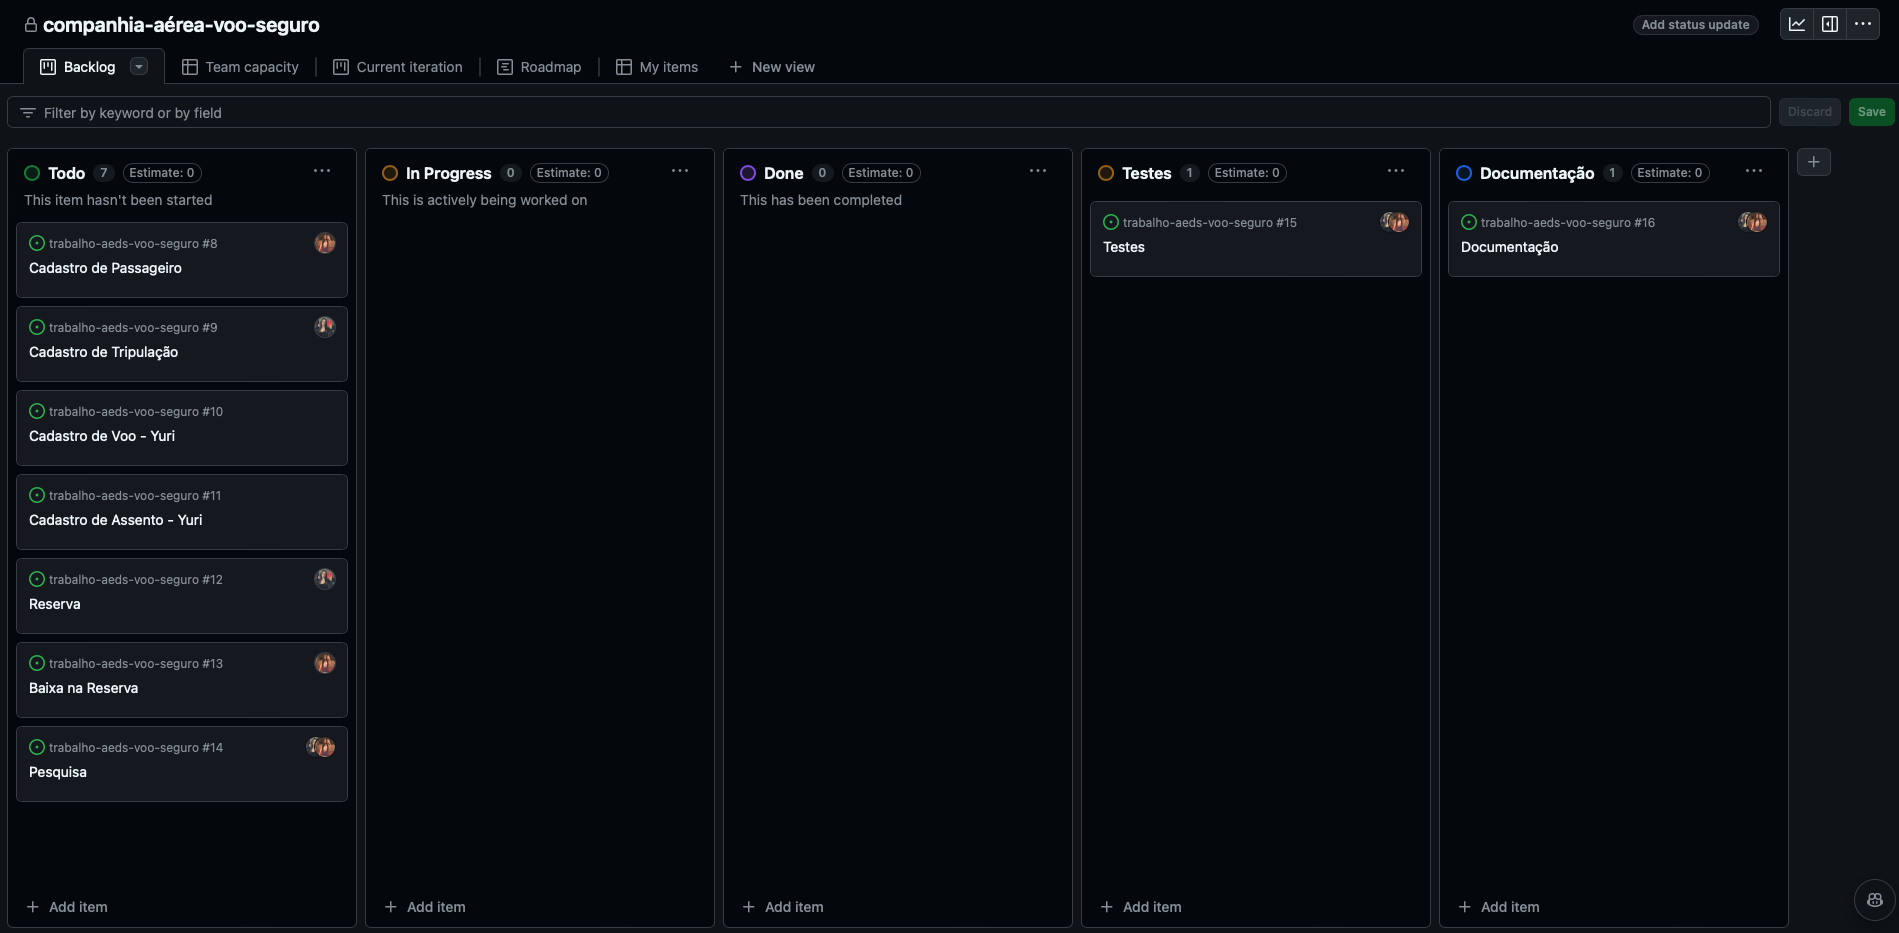 companhia-aérea-voo-seguro
Add status update
Backlog
Team capacity
Current iteration
Roadmap
My items
New view
Filter by keyword or by field
Discard
Save
Todo 7 Estimate: 0
This item hasn't been started
trabalho-aeds-voo-seguro #8
Cadastro de Passageiro
trabalho-aeds-voo-seguro #9
Cadastro de Tripulação
trabalho-aeds-voo-seguro #10
Cadastro de Voo - Yuri
trabalho-aeds-voo-seguro #11
Cadastro de Assento - Yuri
trabalho-aeds-voo-seguro #12
Reserva
trabalho-aeds-voo-seguro #13
Baixa na Reserva
trabalho-aeds-voo-seguro #14
Pesquisa
Add item
In Progress 0 Estimate: 0
This is actively being worked on
Add item
Done 0 Estimate: 0
This has been completed
Add item
Testes 1 Estimate: 0
trabalho-aeds-voo-seguro #15
Testes
Add item
Documentação 1 Estimate: 0
trabalho-aeds-voo-seguro #16
Documentação
Add item